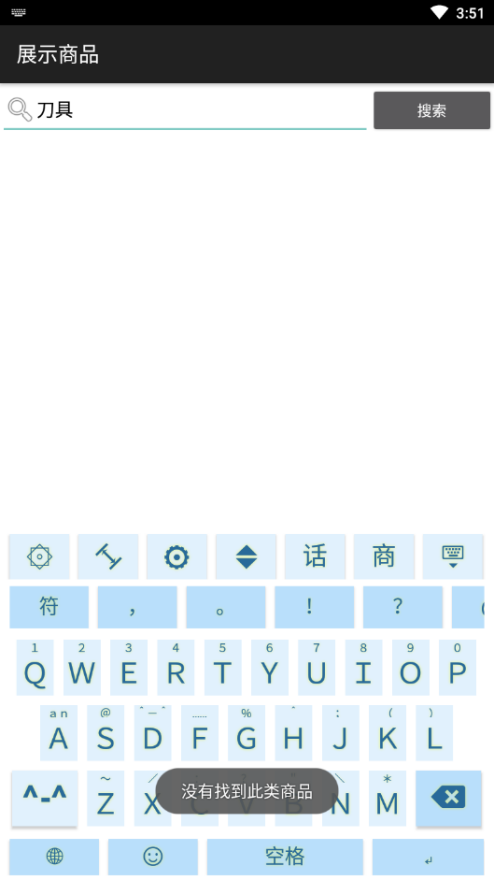 3:51
展示商品
刀具 搜索
话 商
符 ， 。 ！ ？
1 2 3 4 5 6 7 8 9 0
Q W E R T Y U I O P
an @ …… % : ( )
A S D F G H J K L
～ ／ ＼ *
^-^ Z X N M
没有找到此类商品
空格 ↵